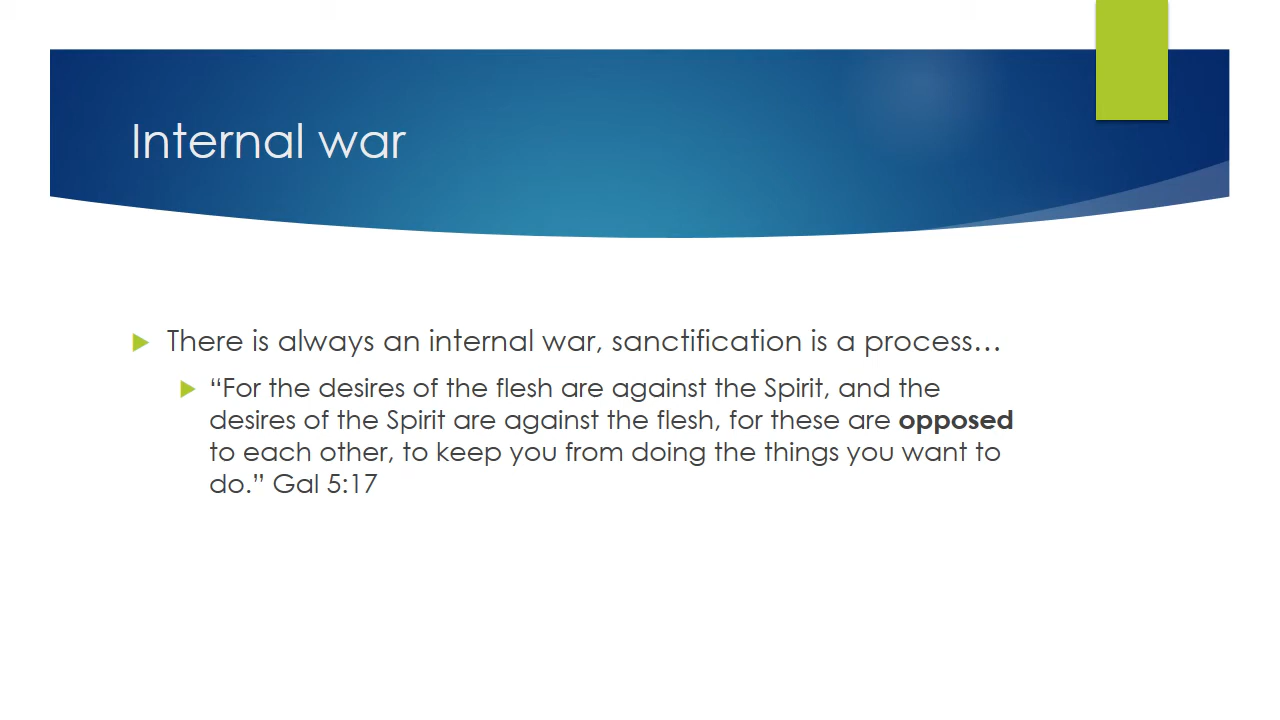 Internal war
There is always an internal war, sanctification is a process…
“For the desires of the flesh are against the Spirit, and the
desires of the Spirit are against the flesh, for these are opposed
to each other, to keep you from doing the things you want to
do.” Gal 5:17